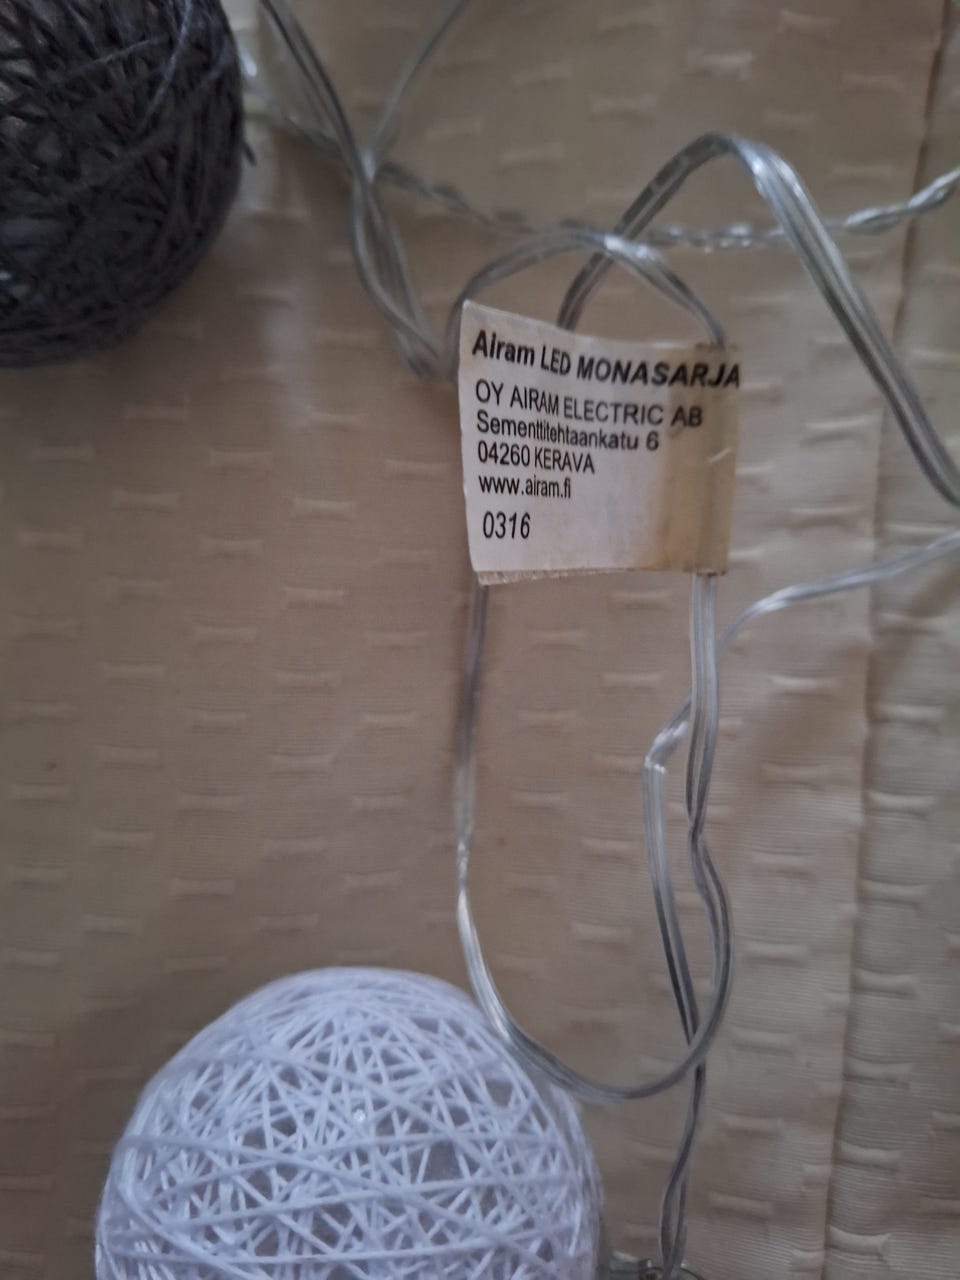 Airam LED MONASARJA
OY AIRAM ELECTRIC AB
Sementtitehtaankatu 6
04260 KERAVA
www.airam.fi
0316